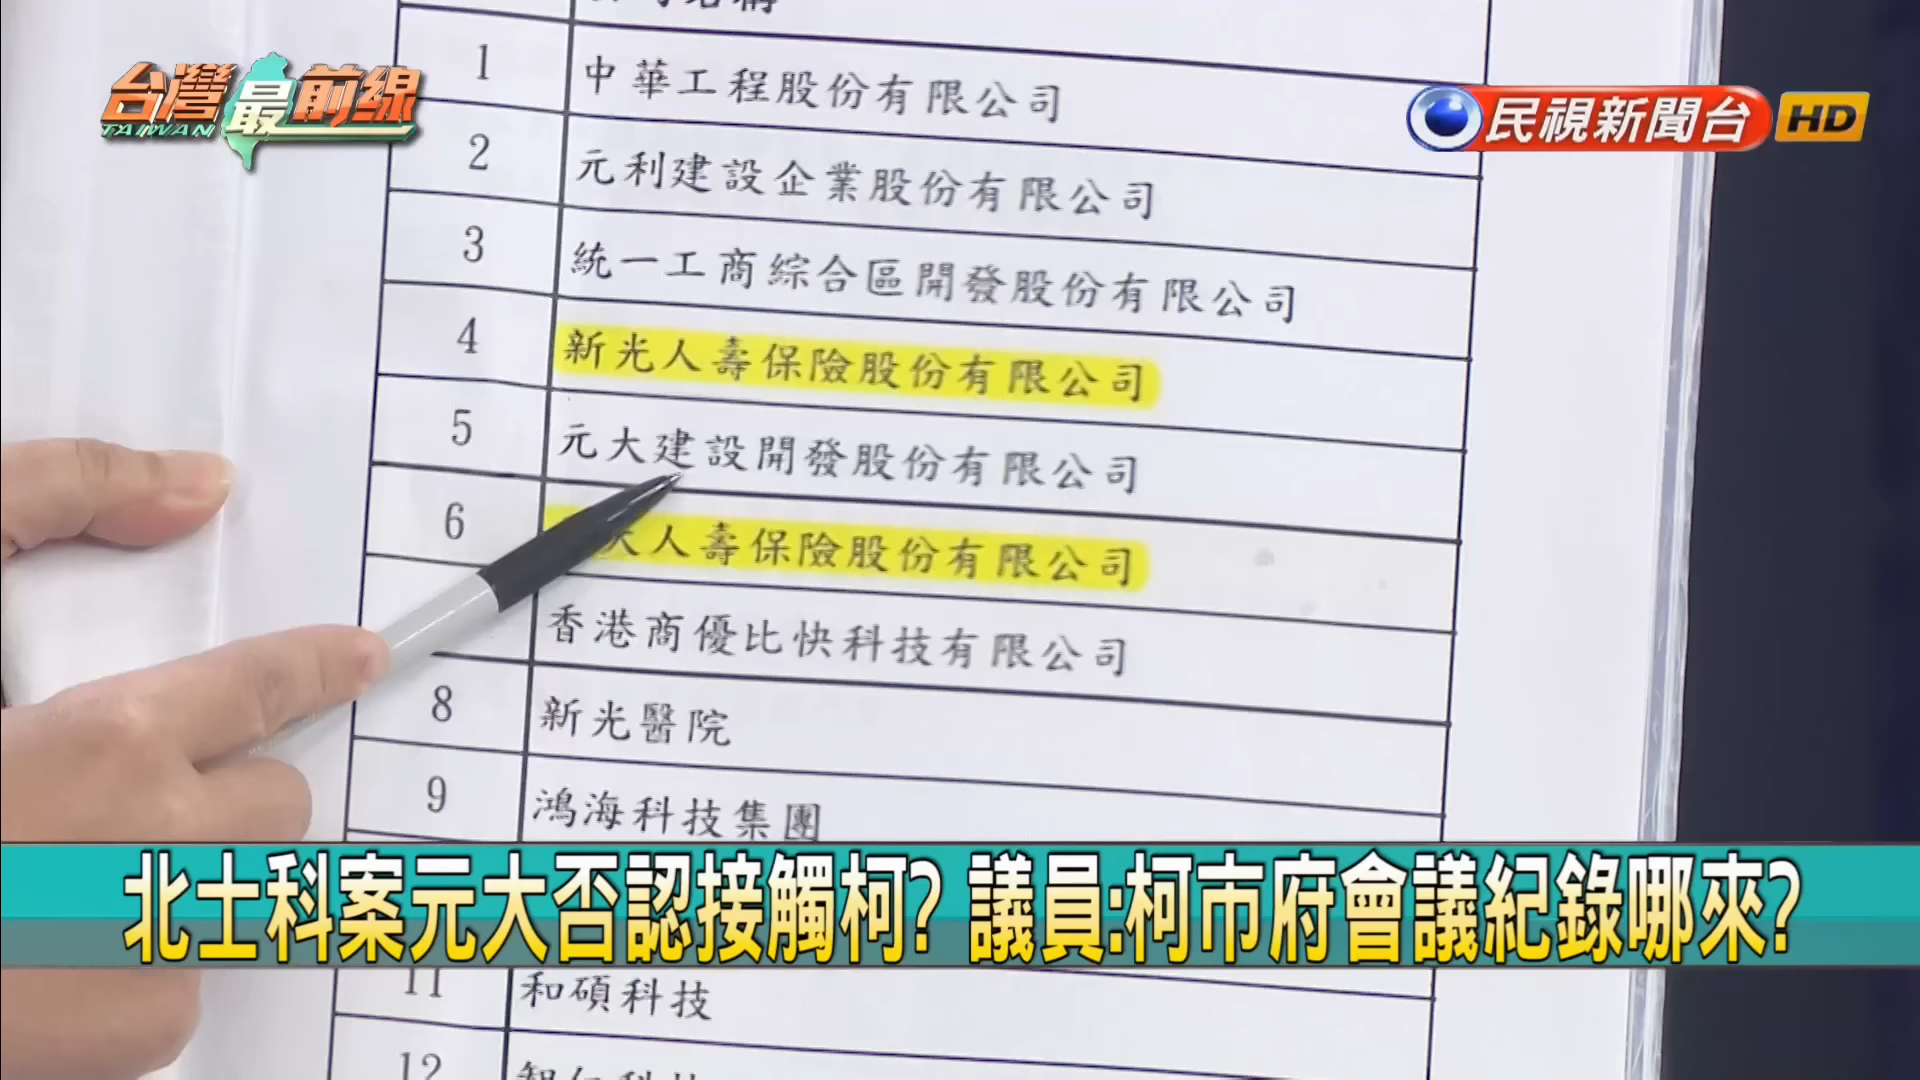 台灣最前線
TAIWAN
民視新聞台 HD
公司名稱
1 中華工程股份有限公司
2 元利建設企業股份有限公司
3 統一工商綜合區開發股份有限公司
4 新光人壽保險股份有限公司
5 元大建設開發股份有限公司
6 人壽保險股份有限公司
香港商優比快科技有限公司
8 新光醫院
9 鴻海科技集團
北士科案元大否認接觸柯? 議員:柯市府會議紀錄哪來?
11 和碩科技
12